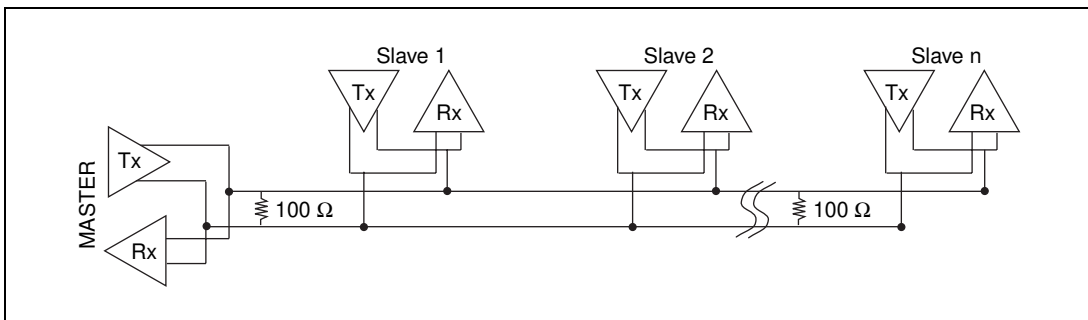 Slave 1
Slave 2
Slave n
Tx
Rx
Tx
Rx
Tx
Rx
MASTER
Tx
Rx
100 Ω
100 Ω